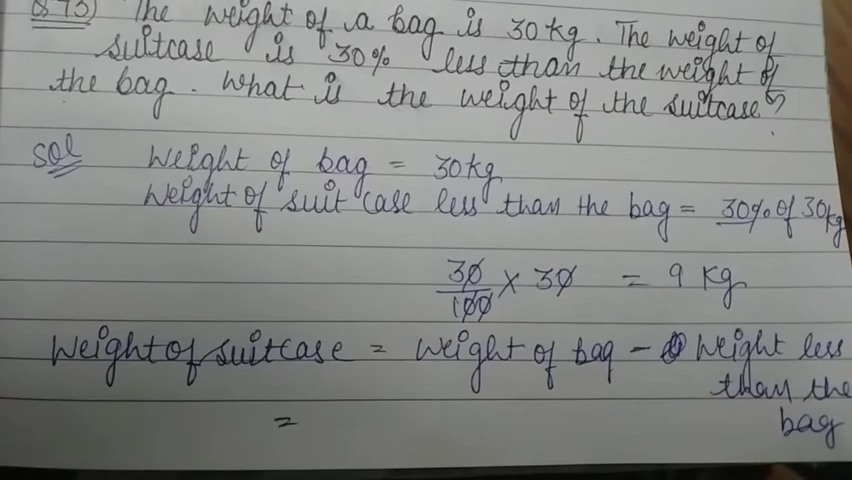 The weight of a bag is 30 kg. The weight of
suitcase is 30% less than the weight of
the bag. What is the weight of the suitcase?
Sol Weight of bag = 30kg
Weight of suit case less than the bag = 30% of 30kg
30/100 × 30 = 9 kg
Weight of suitcase = weight of bag - weight less
than the
bag
=